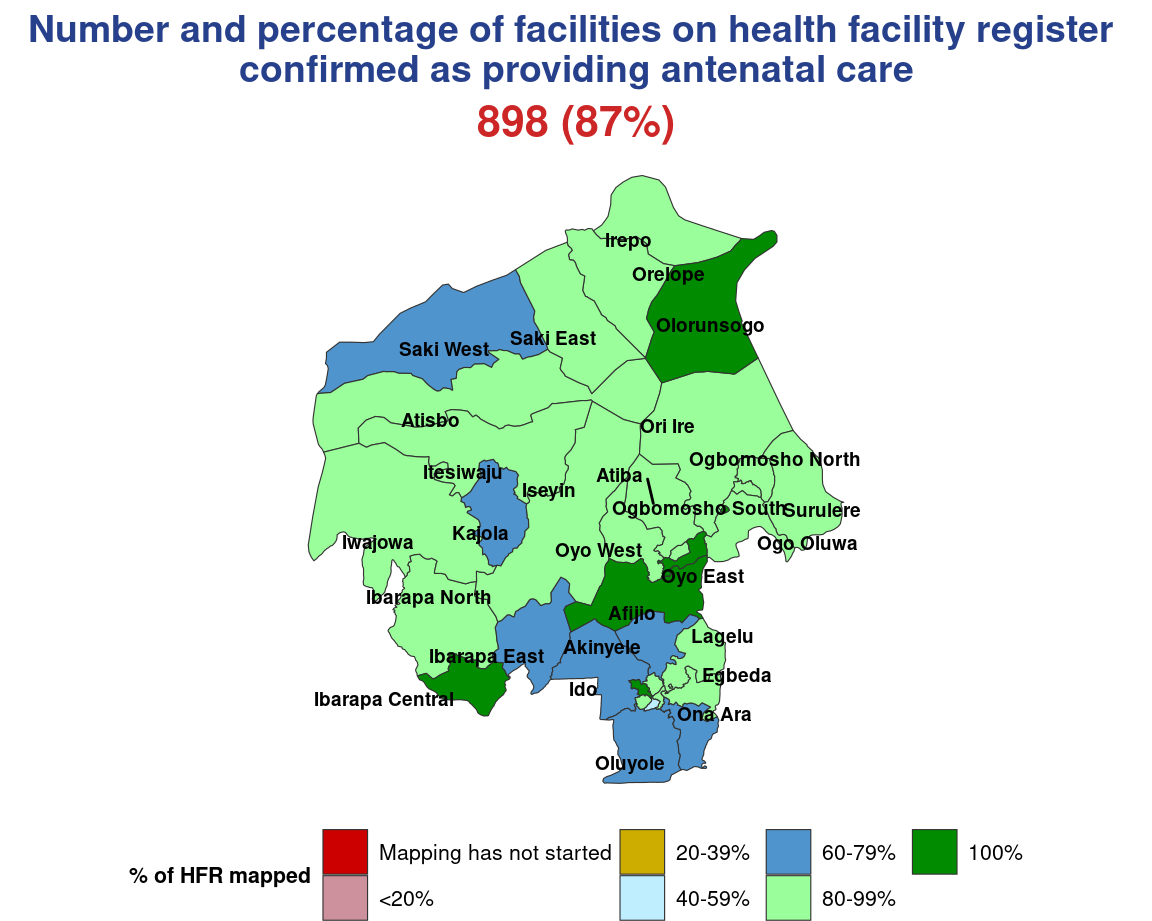 Number and percentage of facilities on health facility register
confirmed as providing antenatal care
898 (87%)
Irepo
Orelope
Olorunsogo
Saki East
Saki West
Atisbo
Ori Ire
Ogbomosho North
Itesiwaju
Atiba
Iseyin
Ogbomosho South
Surulere
Kajola
Iwajowa
Ogo Oluwa
Oyo West
Oyo East
Ibarapa North
Afijio
Lagelu
Akinyele
Ibarapa East
Egbeda
Ido
Ibarapa Central
Ona Ara
Oluyole
% of HFR mapped
Mapping has not started
<20%
20-39%
40-59%
60-79%
80-99%
100%